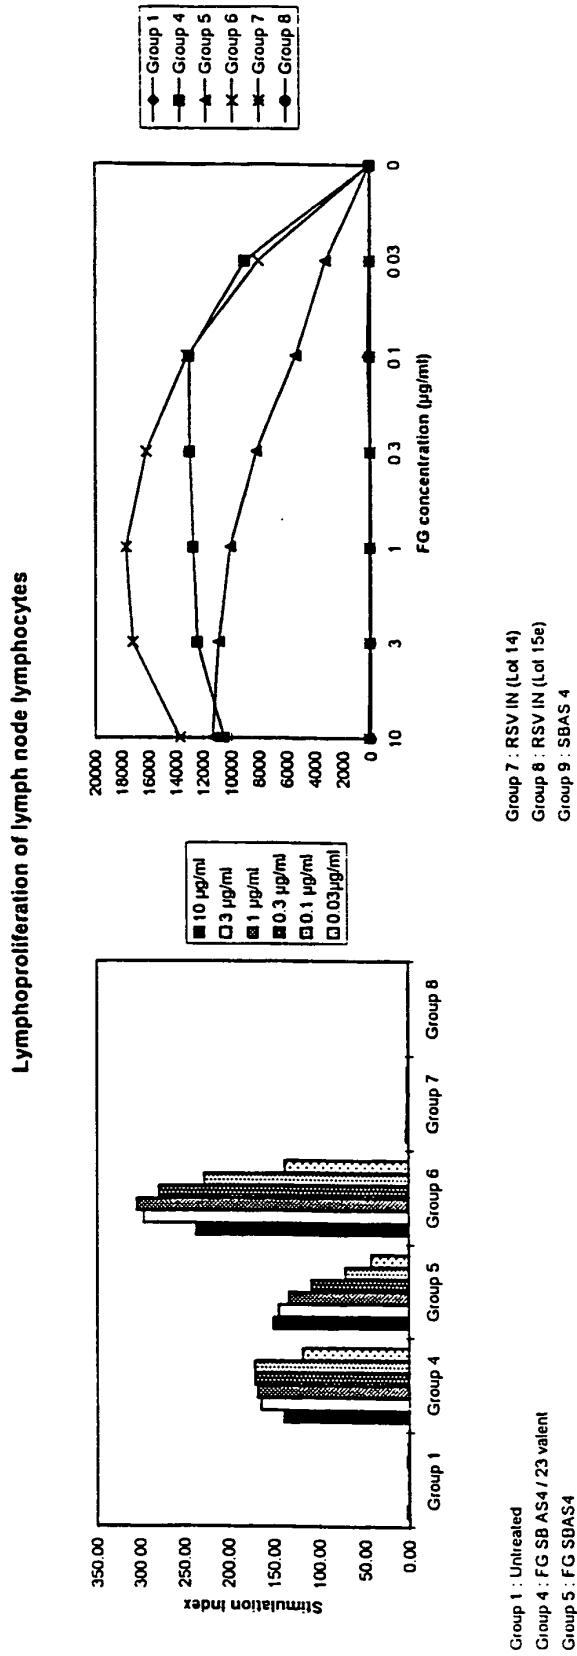 Lymphoproliferation of lymph node lymphocytes
Stimulation Index
350.00
300.00
250.00
200.00
150.00
100.00
50.00
0.00
Group 1
Group 4
Group 5
Group 6
Group 7
Group 8
10 µg/ml
3 µg/ml
1 µg/ml
0.3 µg/ml
0.1 µg/ml
0.03µg/ml
20000
18000
16000
14000
12000
10000
8000
6000
4000
2000
0
10
3
1
0 3
0 1
0 03
0
FG concentration (µg/ml)
Group 1
Group 4
Group 5
Group 6
Group 7
Group 8
Group 1 : Untreated
Group 4 : FG SB AS4 / 23 valent
Group 5 : FG SBAS4
Group 7 : RSV IN (Lot 14)
Group 8 : RSV IN (Lot 15e)
Group 9 : SBAS 4